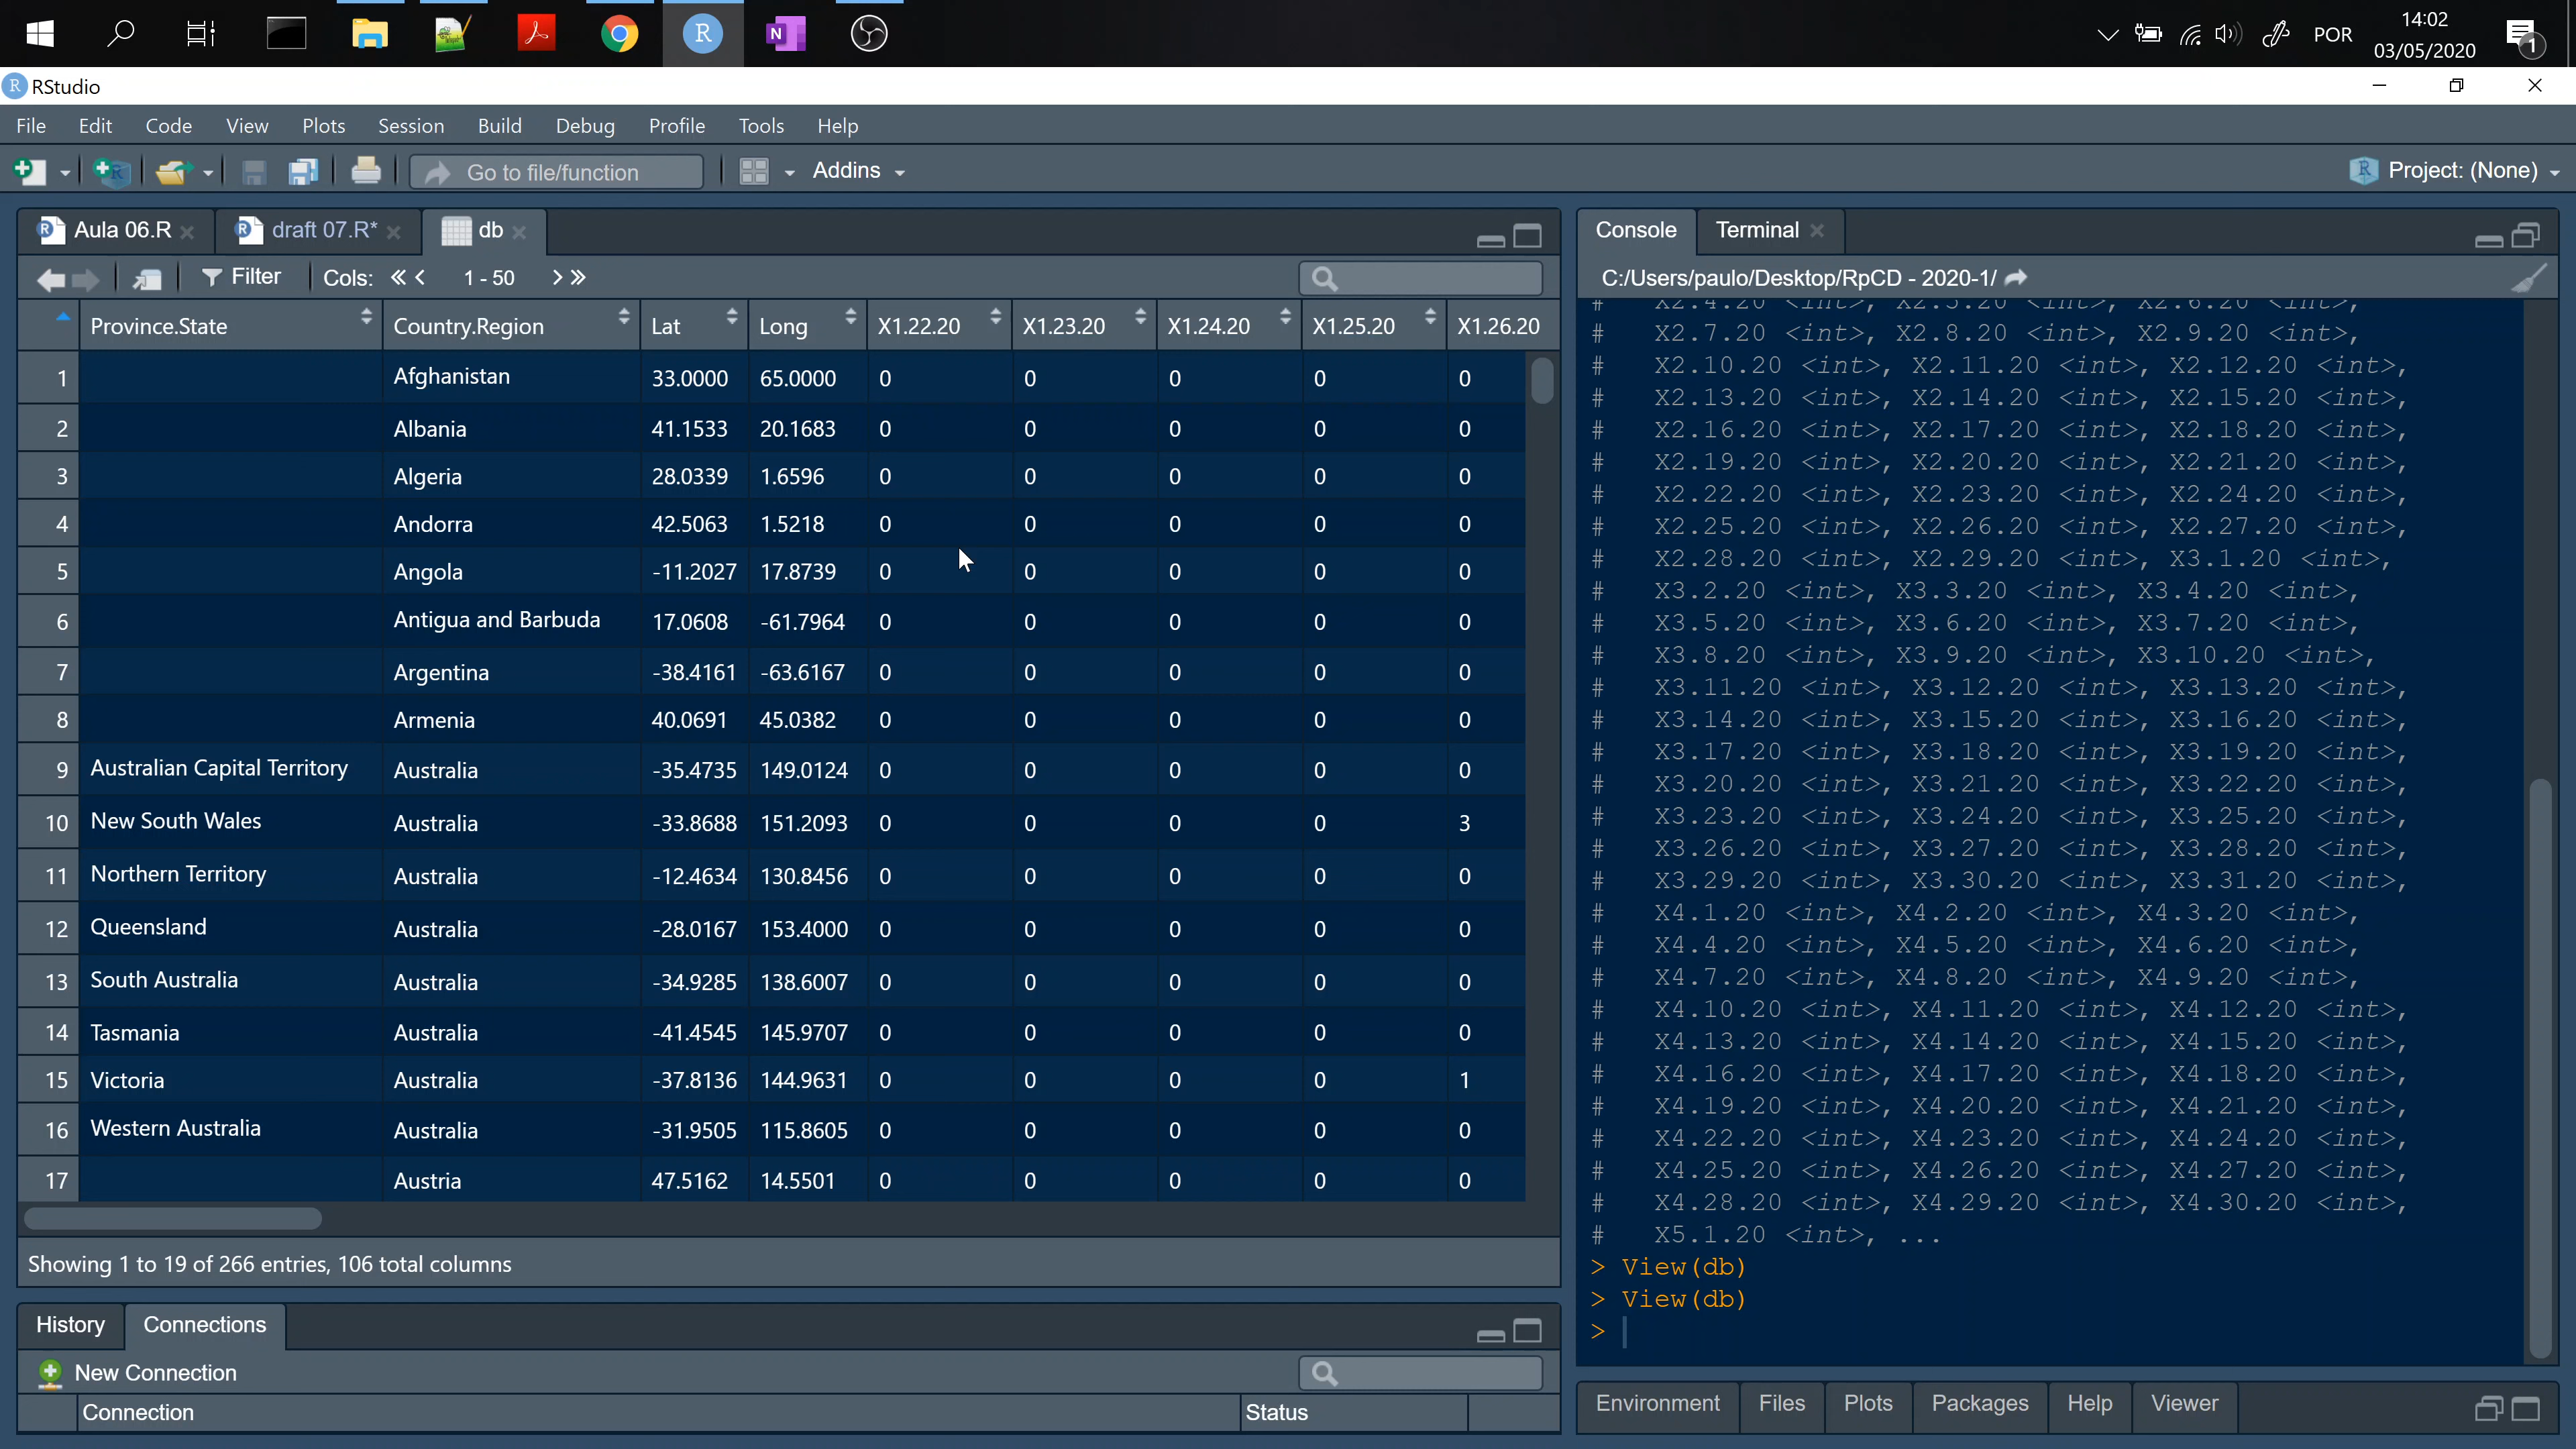 POR
14:02
03/05/2020
1
RStudio
File Edit Code View Plots Session Build Debug Profile Tools Help
Go to file/function Addins Project: (None)
Aula 06.R draft 07.R* db
Filter Cols: 1 - 50
Province.State Country.Region Lat Long X1.22.20 X1.23.20 X1.24.20 X1.25.20 X1.26.20
1 Afghanistan 33.0000 65.0000 0 0 0 0 0
2 Albania 41.1533 20.1683 0 0 0 0 0
3 Algeria 28.0339 1.6596 0 0 0 0 0
4 Andorra 42.5063 1.5218 0 0 0 0 0
5 Angola -11.2027 17.8739 0 0 0 0 0
6 Antigua and Barbuda 17.0608 -61.7964 0 0 0 0 0
7 Argentina -38.4161 -63.6167 0 0 0 0 0
8 Armenia 40.0691 45.0382 0 0 0 0 0
9 Australian Capital Territory Australia -35.4735 149.0124 0 0 0 0 0
10 New South Wales Australia -33.8688 151.2093 0 0 0 0 3
11 Northern Territory Australia -12.4634 130.8456 0 0 0 0 0
12 Queensland Australia -28.0167 153.4000 0 0 0 0 0
13 South Australia Australia -34.9285 138.6007 0 0 0 0 0
14 Tasmania Australia -41.4545 145.9707 0 0 0 0 0
15 Victoria Australia -37.8136 144.9631 0 0 0 0 1
16 Western Australia Australia -31.9505 115.8605 0 0 0 0 0
17 Austria 47.5162 14.5501 0 0 0 0 0
Showing 1 to 19 of 266 entries, 106 total columns
History Connections
New Connection
Connection Status
Console Terminal
C:/Users/paulo/Desktop/RpCD - 2020-1/
# X2.4.20 <int>, X2.5.20 <int>, X2.6.20 <int>,
# X2.7.20 <int>, X2.8.20 <int>, X2.9.20 <int>,
# X2.10.20 <int>, X2.11.20 <int>, X2.12.20 <int>,
# X2.13.20 <int>, X2.14.20 <int>, X2.15.20 <int>,
# X2.16.20 <int>, X2.17.20 <int>, X2.18.20 <int>,
# X2.19.20 <int>, X2.20.20 <int>, X2.21.20 <int>,
# X2.22.20 <int>, X2.23.20 <int>, X2.24.20 <int>,
# X2.25.20 <int>, X2.26.20 <int>, X2.27.20 <int>,
# X2.28.20 <int>, X2.29.20 <int>, X3.1.20 <int>,
# X3.2.20 <int>, X3.3.20 <int>, X3.4.20 <int>,
# X3.5.20 <int>, X3.6.20 <int>, X3.7.20 <int>,
# X3.8.20 <int>, X3.9.20 <int>, X3.10.20 <int>,
# X3.11.20 <int>, X3.12.20 <int>, X3.13.20 <int>,
# X3.14.20 <int>, X3.15.20 <int>, X3.16.20 <int>,
# X3.17.20 <int>, X3.18.20 <int>, X3.19.20 <int>,
# X3.20.20 <int>, X3.21.20 <int>, X3.22.20 <int>,
# X3.23.20 <int>, X3.24.20 <int>, X3.25.20 <int>,
# X3.26.20 <int>, X3.27.20 <int>, X3.28.20 <int>,
# X3.29.20 <int>, X3.30.20 <int>, X3.31.20 <int>,
# X4.1.20 <int>, X4.2.20 <int>, X4.3.20 <int>,
# X4.4.20 <int>, X4.5.20 <int>, X4.6.20 <int>,
# X4.7.20 <int>, X4.8.20 <int>, X4.9.20 <int>,
# X4.10.20 <int>, X4.11.20 <int>, X4.12.20 <int>,
# X4.13.20 <int>, X4.14.20 <int>, X4.15.20 <int>,
# X4.16.20 <int>, X4.17.20 <int>, X4.18.20 <int>,
# X4.19.20 <int>, X4.20.20 <int>, X4.21.20 <int>,
# X4.22.20 <int>, X4.23.20 <int>, X4.24.20 <int>,
# X4.25.20 <int>, X4.26.20 <int>, X4.27.20 <int>,
# X4.28.20 <int>, X4.29.20 <int>, X4.30.20 <int>,
# X5.1.20 <int>, ...
> View(db)
> View(db)
>
Environment Files Plots Packages Help Viewer